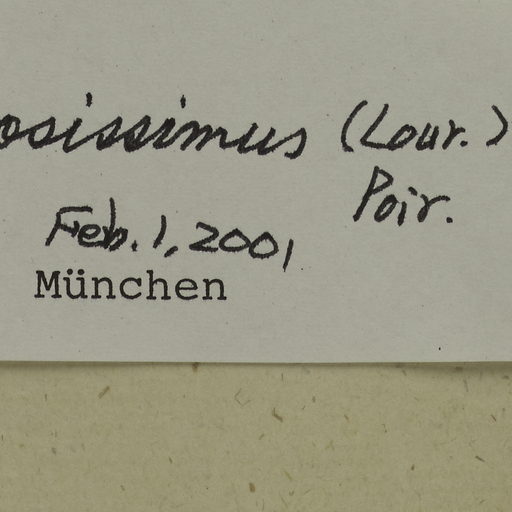 osissimus (Lour.)
Poir.
Feb. 1, 2001
München